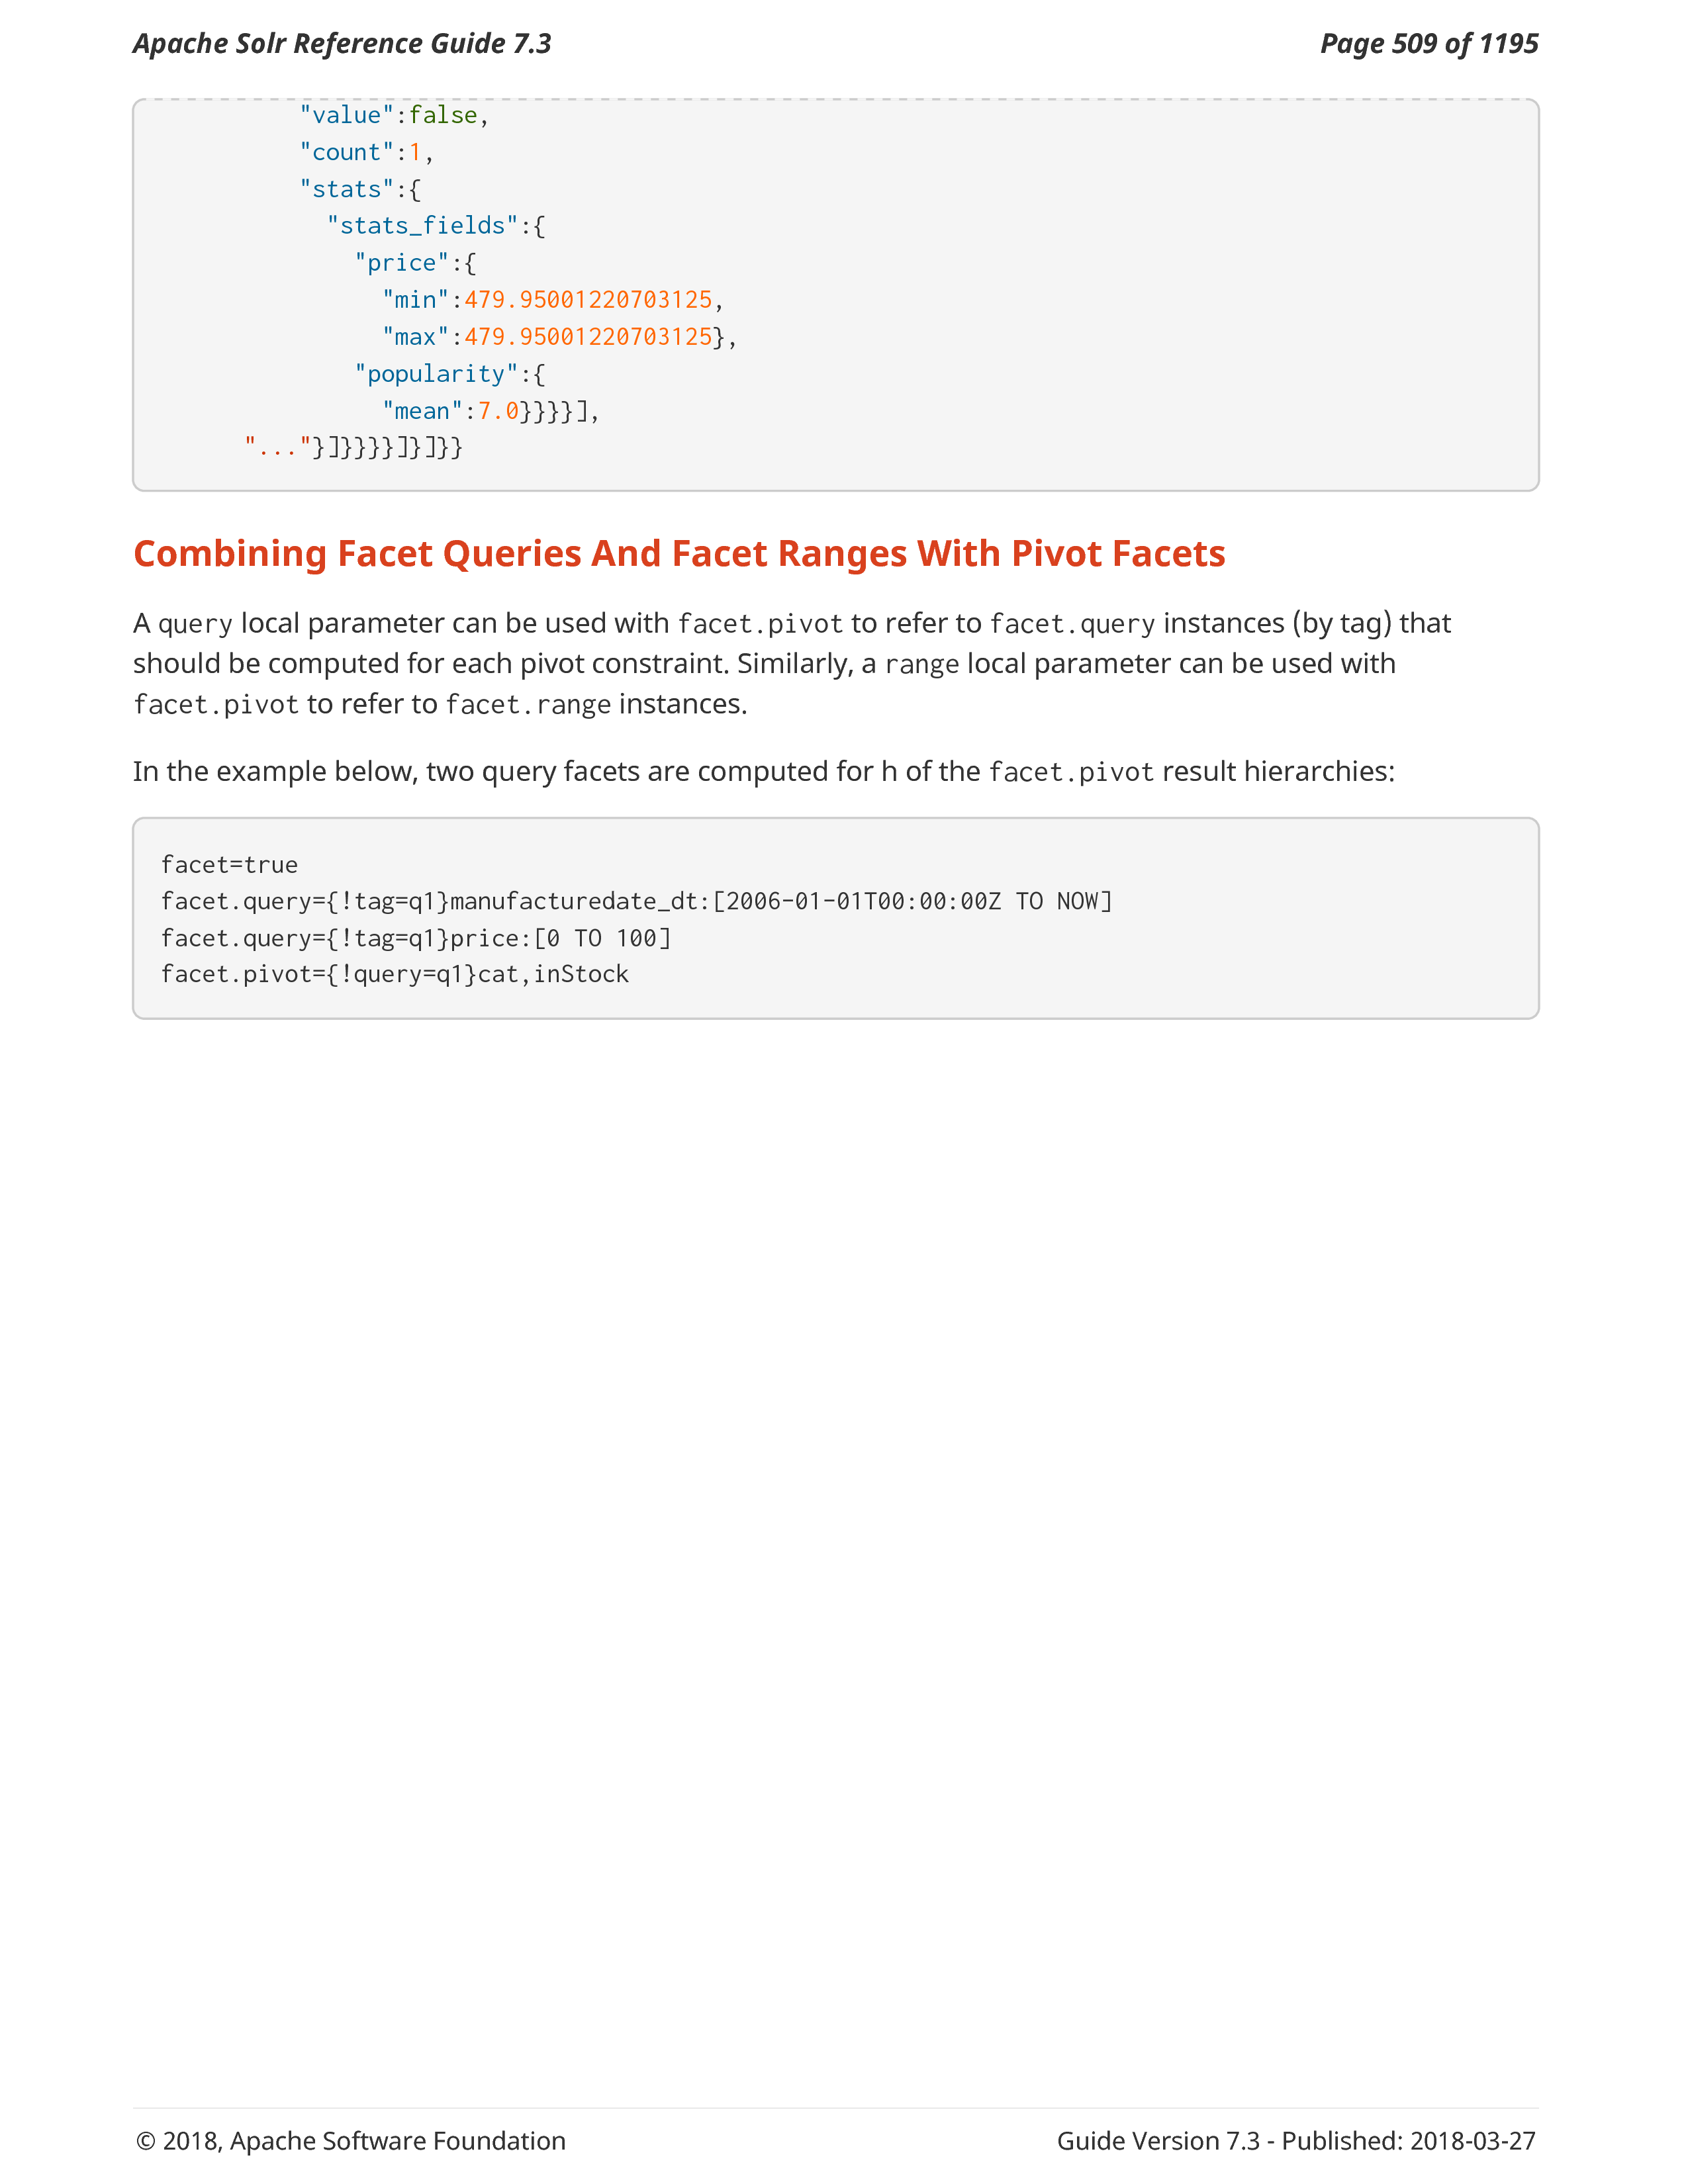 Apache Solr Reference Guide 7.3 Page 509 of 1195
"value":false,
"count":1,
"stats":{
"stats_fields":{
"price":{
"min":479.95001220703125,
"max":479.95001220703125},
"popularity":{
"mean":7.0}}}}],
"..."}]}}}}]}]}}
Combining Facet Queries And Facet Ranges With Pivot Facets
A query local parameter can be used with facet.pivot to refer to facet.query instances (by tag) that
should be computed for each pivot constraint. Similarly, a range local parameter can be used with
facet.pivot to refer to facet.range instances.
In the example below, two query facets are computed for h of the facet.pivot result hierarchies:
facet=true
facet.query={!tag=q1}manufacturedate_dt:[2006-01-01T00:00:00Z TO NOW]
facet.query={!tag=q1}price:[0 TO 100]
facet.pivot={!query=q1}cat,inStock
© 2018, Apache Software Foundation Guide Version 7.3 - Published: 2018-03-27